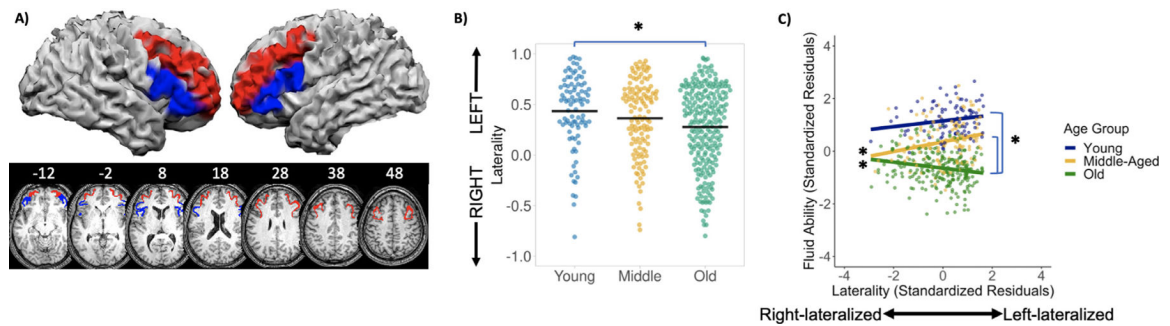 A)
-12 -2 8 18 28 38 48
B)
*
LEFT
RIGHT
Laterality
1.0
0.5
0.0
-0.5
-1.0
Young Middle Old
C)
Fluid Ability (Standardized Residuals)
4
2
0
-2
-4
*
*
*
-4 -2 0 2 4
Laterality (Standardized Residuals)
Right-lateralized Left-lateralized
Age Group
Young
Middle-Aged
Old